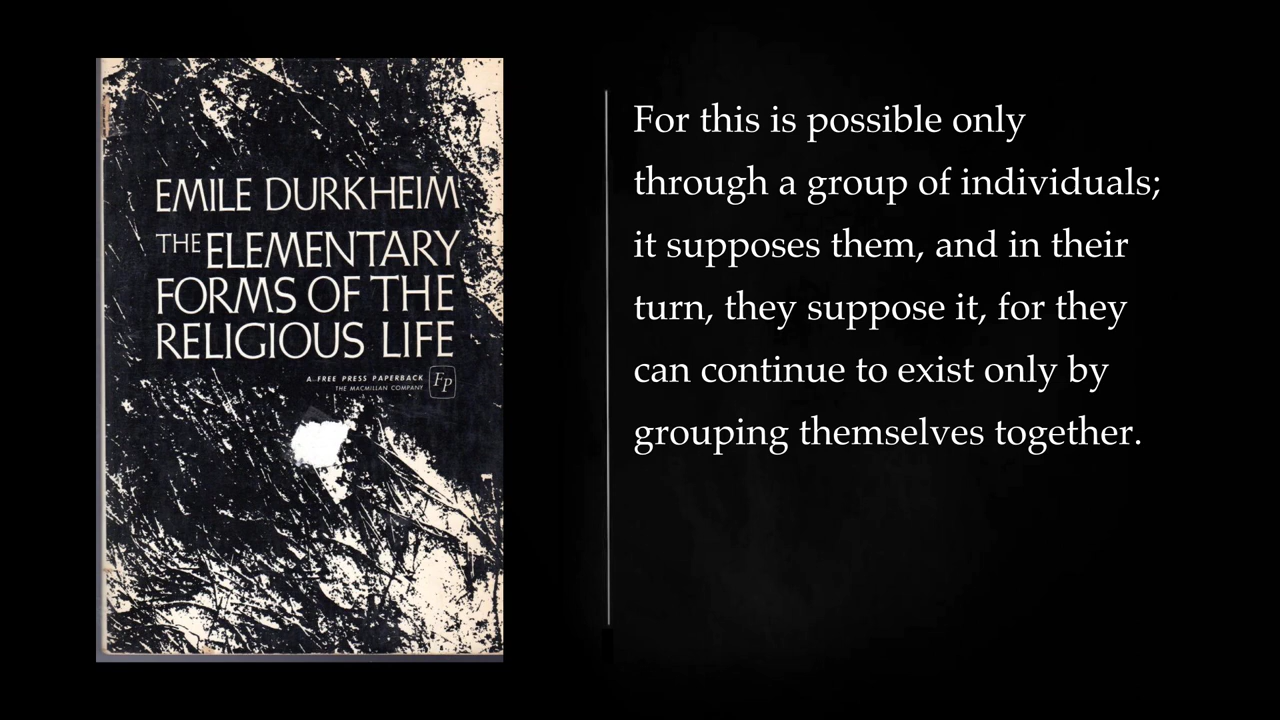 EMILE DURKHEIM
THE ELEMENTARY
FORMS OF THE
RELIGIOUS LIFE
A FREE PRESS PAPERBACK
THE MACMILLAN COMPANY
FP
For this is possible only
through a group of individuals;
it supposes them, and in their
turn, they suppose it, for they
can continue to exist only by
grouping themselves together.